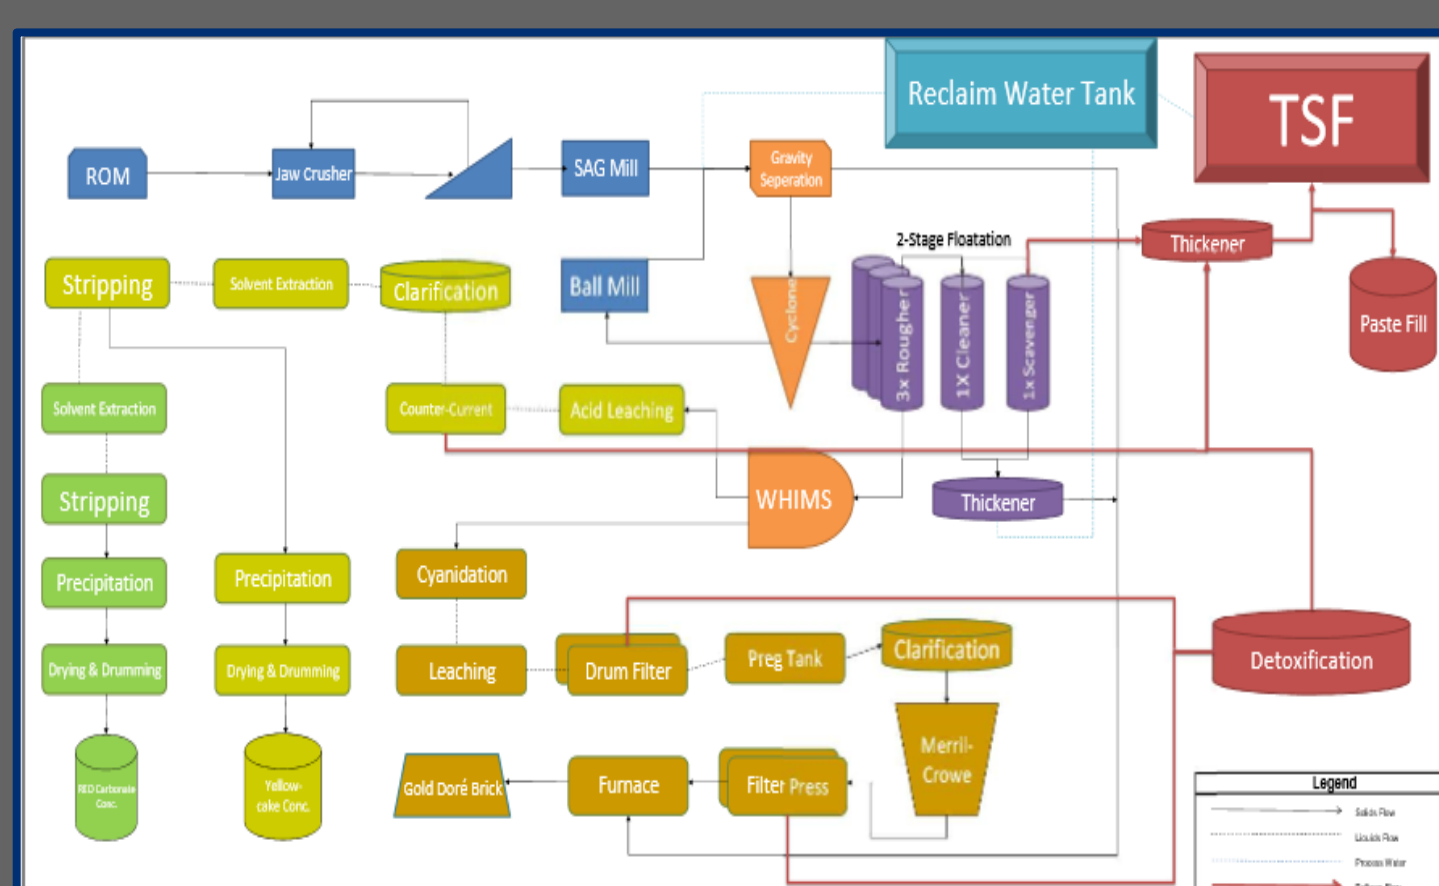 Reclaim Water Tank
TSF
ROM
Jaw Crusher
SAG Mill
Gravity
Seperation
2-Stage Floatation
Thickener
Stripping
Solvent Extraction
Clarification
Ball Mill
Cyclone
3x Rougher
1X Cleaner
1x Scavenger
Paste Fill
Solvent Extraction
Counter-Current
Acid Leaching
Stripping
WHIMS
Thickener
Precipitation
Precipitation
Cyanidation
Drying & Drumming
Drying & Drumming
Leaching
Drum Filter
Preg Tank
Clarification
Detoxification
REO Carbonate
Conc.
Yellow-
cake Conc.
Gold Doré Brick
Furnace
Filter Press
Merril-
Crowe
Legend
Solids Flow
Liquids Flow
Process Water